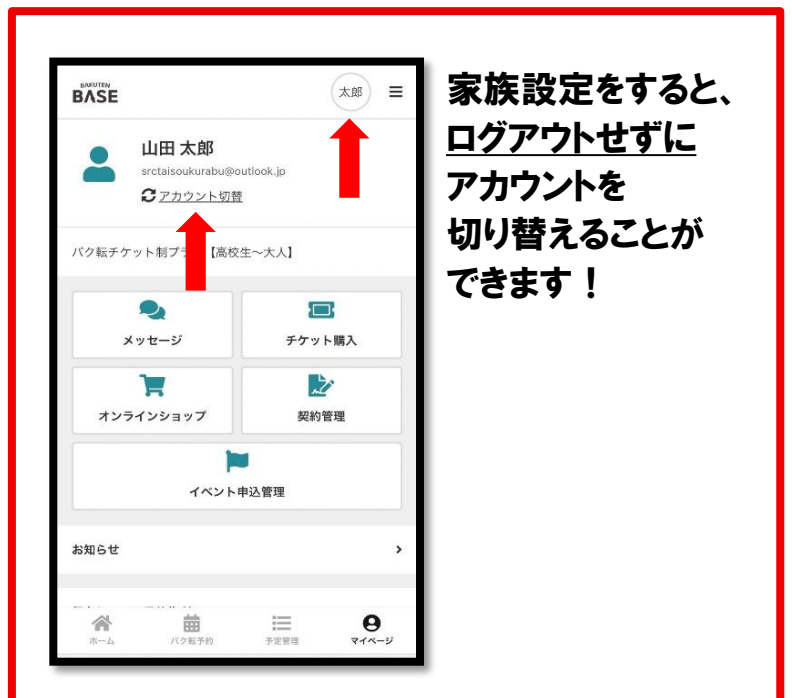 BAKUTEN
BASE
太郎
家族設定をすると、
ログアウトせずに
アカウントを
切り替えることが
できます！
山田 太郎
srctaisoukurabu@outlook.jp
アカウント切替
バク転チケット制プラ【高校生～大人】
メッセージ
チケット購入
オンラインショップ
契約管理
イベント申込管理
お知らせ
ホーム
バク転予約
予定管理
マイページ